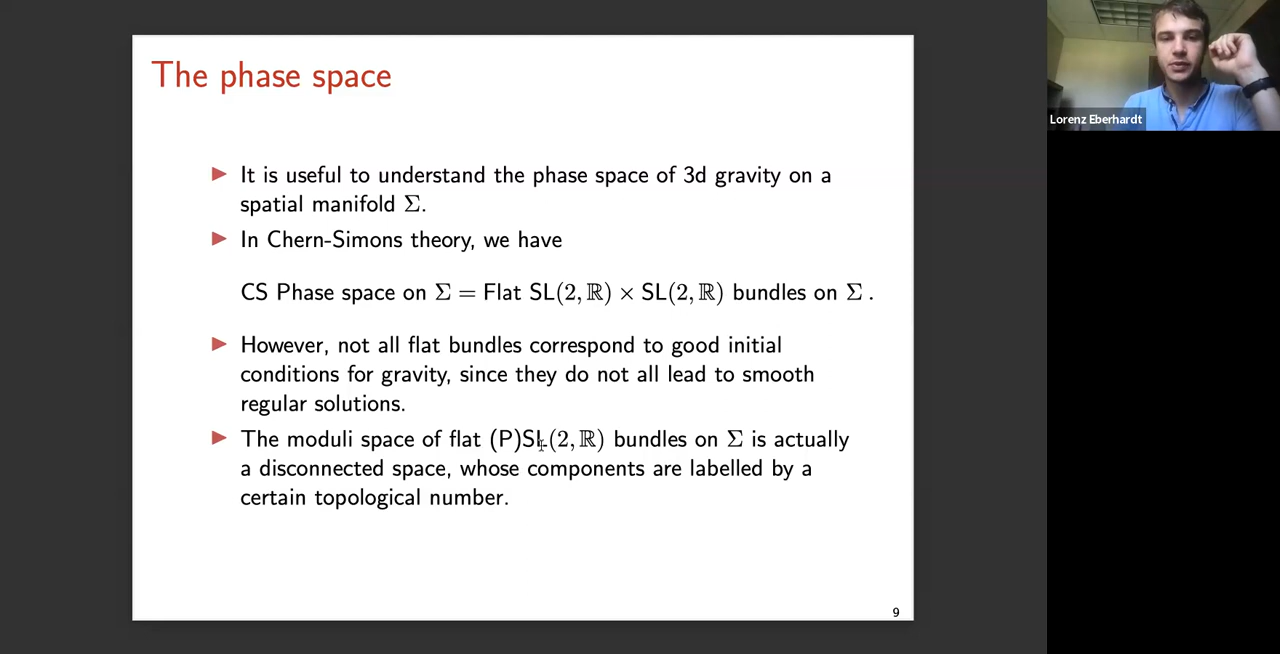 The phase space
▶ It is useful to understand the phase space of 3d gravity on a
spatial manifold Σ.
▶ In Chern-Simons theory, we have
CS Phase space on Σ = Flat SL(2, ℝ) × SL(2, ℝ) bundles on Σ .
▶ However, not all flat bundles correspond to good initial
conditions for gravity, since they do not all lead to smooth
regular solutions.
▶ The moduli space of flat (P)SL(2, ℝ) bundles on Σ is actually
a disconnected space, whose components are labelled by a
certain topological number.
9
Lorenz Eberhardt